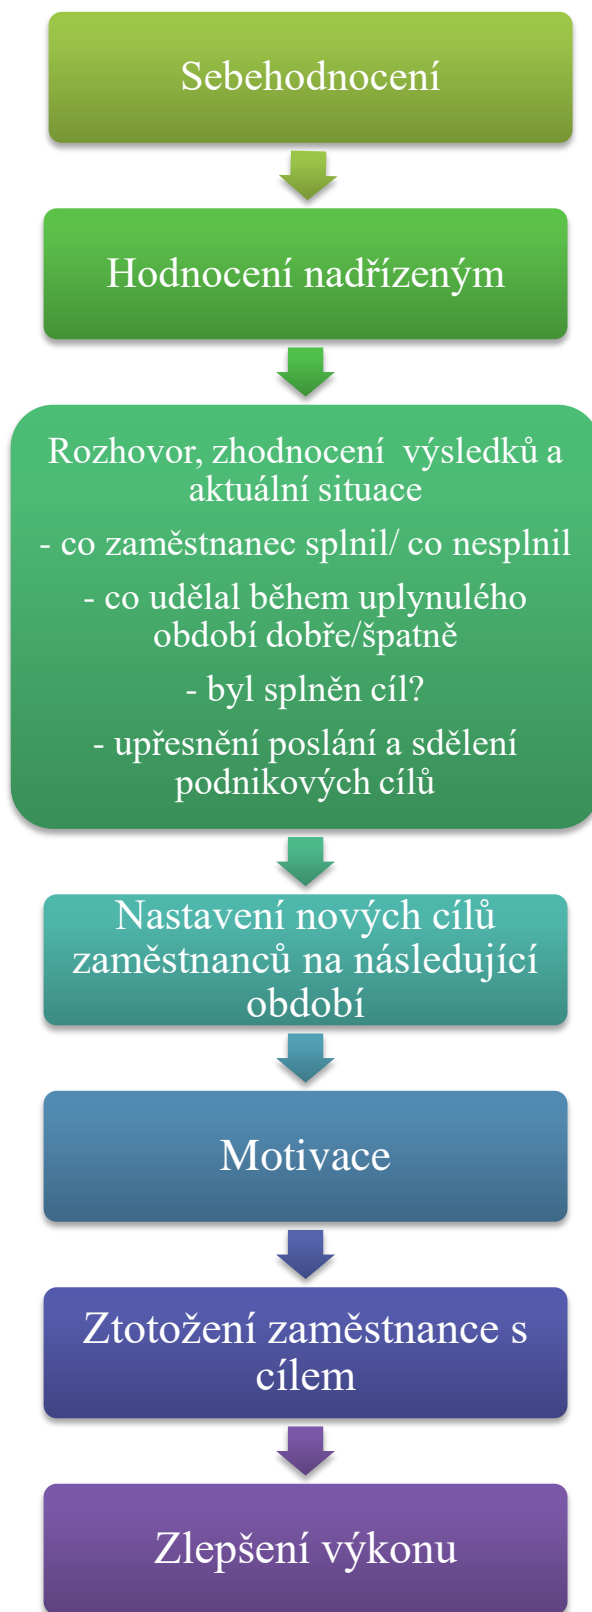 Sebehodnocení
Hodnocení nadřízeným
Rozhovor, zhodnocení  výsledků a
aktuální situace
- co zaměstnanec splnil/ co nesplnil
- co udělal během uplynulého
období dobře/špatně
- byl splněn cíl?
- upřesnění poslání a sdělení
podnikových cílů
Nastavení nových cílů
zaměstnanců na následující
období
Motivace
Ztotožení zaměstnance s
cílem
Zlepšení výkonu